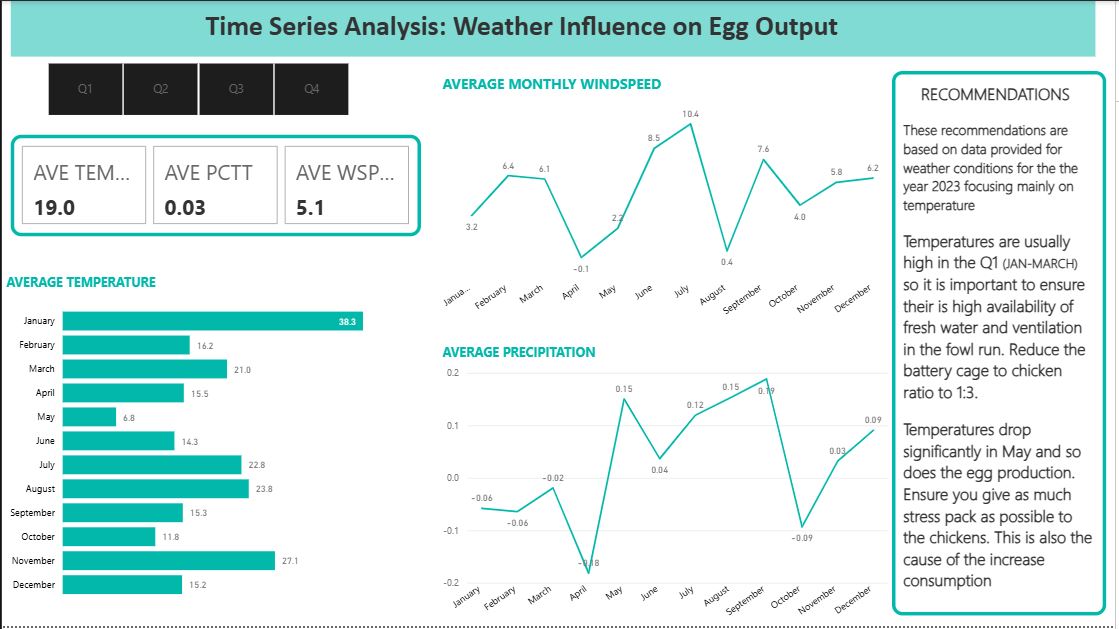 Time Series Analysis: Weather Influence on Egg Output
Q1
Q2
Q3
Q4
AVE TEM...
19.0
AVE PCTT
0.03
AVE WSP...
5.1
AVERAGE TEMPERATURE
January
38.3
February
16.2
March
21.0
April
15.5
May
6.8
June
14.3
July
22.8
August
23.8
September
15.3
October
11.8
November
27.1
December
15.2
AVERAGE MONTHLY WINDSPEED
3.2
6.4
6.1
-0.1
2.2
8.5
10.4
0.4
7.6
4.0
5.8
6.2
Janua...
February
March
April
May
June
July
August
September
October
November
December
AVERAGE PRECIPITATION
0.2
0.1
0.0
-0.1
-0.2
-0.06
-0.06
-0.02
-0.18
0.15
0.04
0.12
0.15
0.19
-0.09
0.03
0.09
January
February
March
April
May
June
July
August
September
October
November
December
RECOMMENDATIONS
These recommendations are
based on data provided for
weather conditions for the the
year 2023 focusing mainly on
temperature
Temperatures are usually
high in the Q1 (JAN-MARCH)
so it is important to ensure
their is high availability of
fresh water and ventilation
in the fowl run. Reduce the
battery cage to chicken
ratio to 1:3.
Temperatures drop
significantly in May and so
does the egg production.
Ensure you give as much
stress pack as possible to
the chickens. This is also the
cause of the increase
consumption